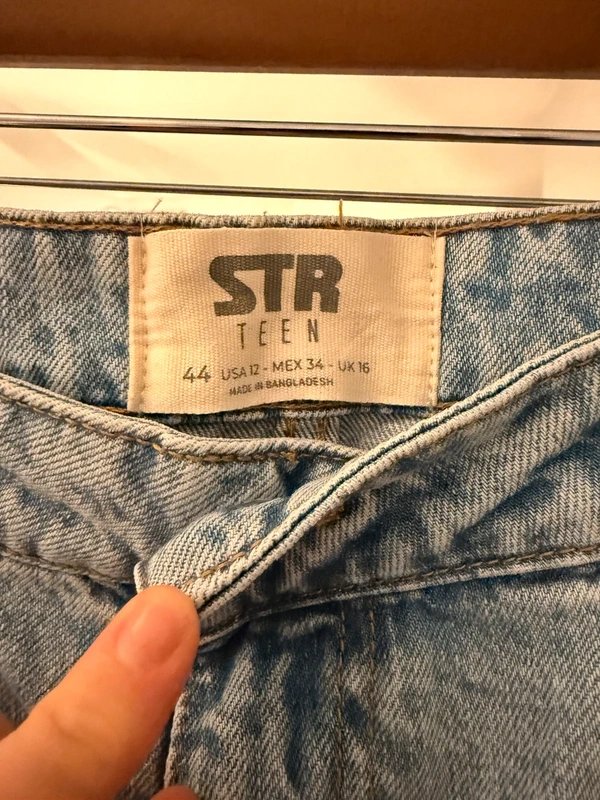 STR
TEEN
44 USA 12 - MEX 34 - UK 16
MADE IN BANGLADESH